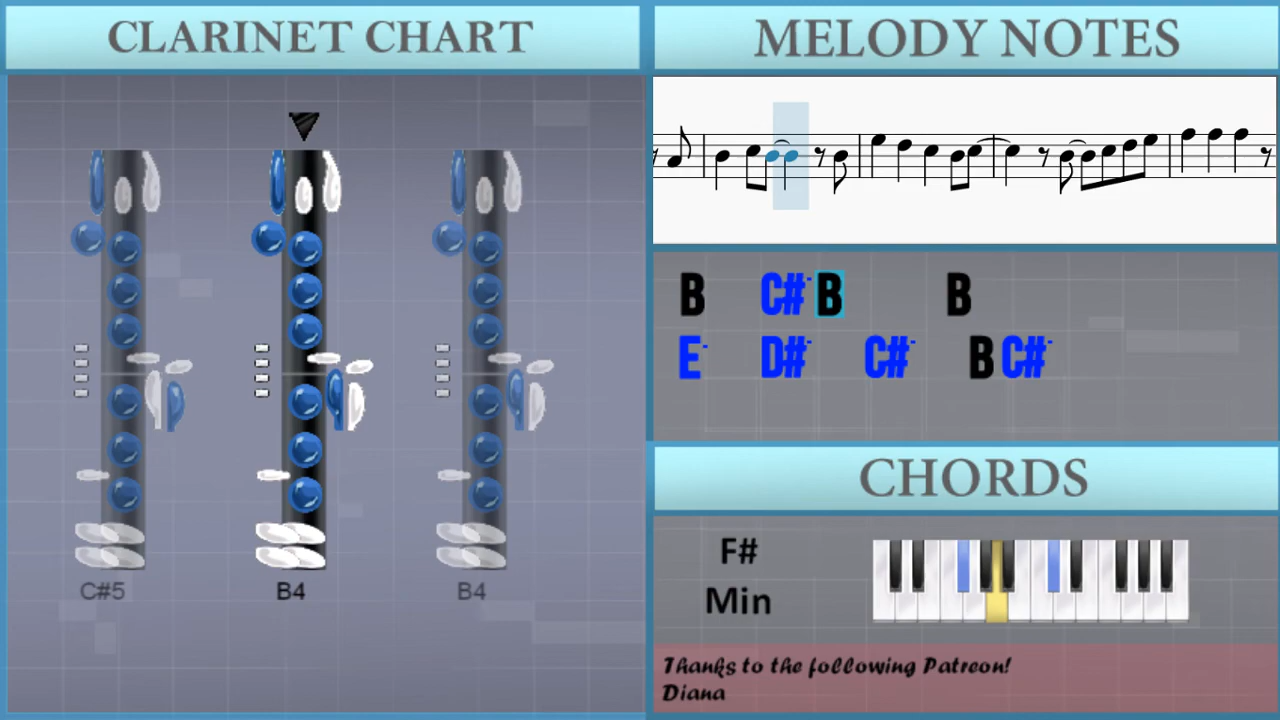 CLARINET CHART
C#5 B4 B4
MELODY NOTES
B C#- B B
E- D#- C#- B C#-
CHORDS
F#
Min
Thanks to the following Patreon!
Diana